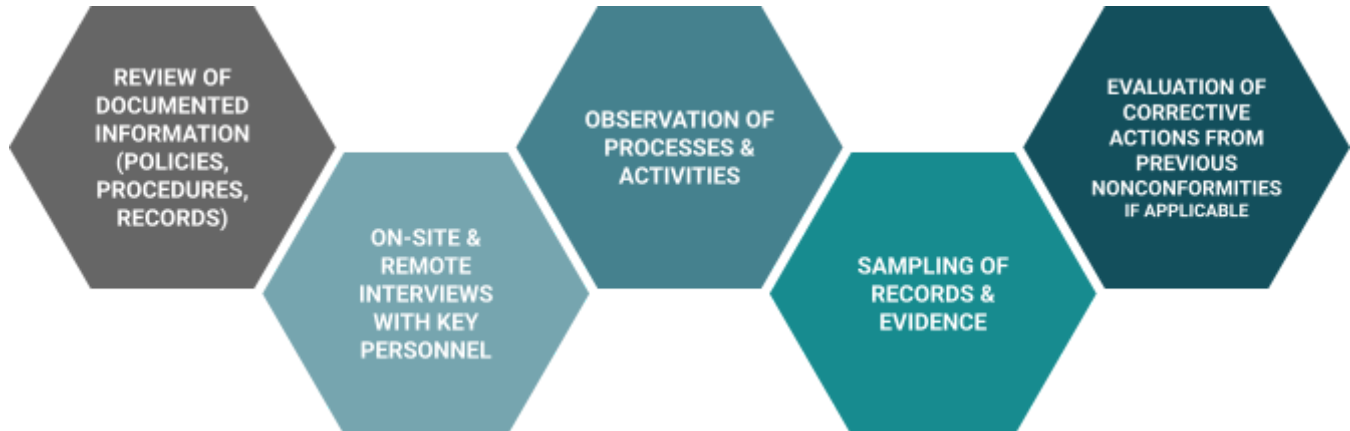 REVIEW OF
DOCUMENTED
INFORMATION
(POLICIES,
PROCEDURES,
RECORDS)
ON-SITE &
REMOTE
INTERVIEWS
WITH KEY
PERSONNEL
OBSERVATION OF
PROCESSES &
ACTIVITIES
SAMPLING OF
RECORDS &
EVIDENCE
EVALUATION OF
CORRECTIVE
ACTIONS FROM
PREVIOUS
NONCONFORMITIES
IF APPLICABLE